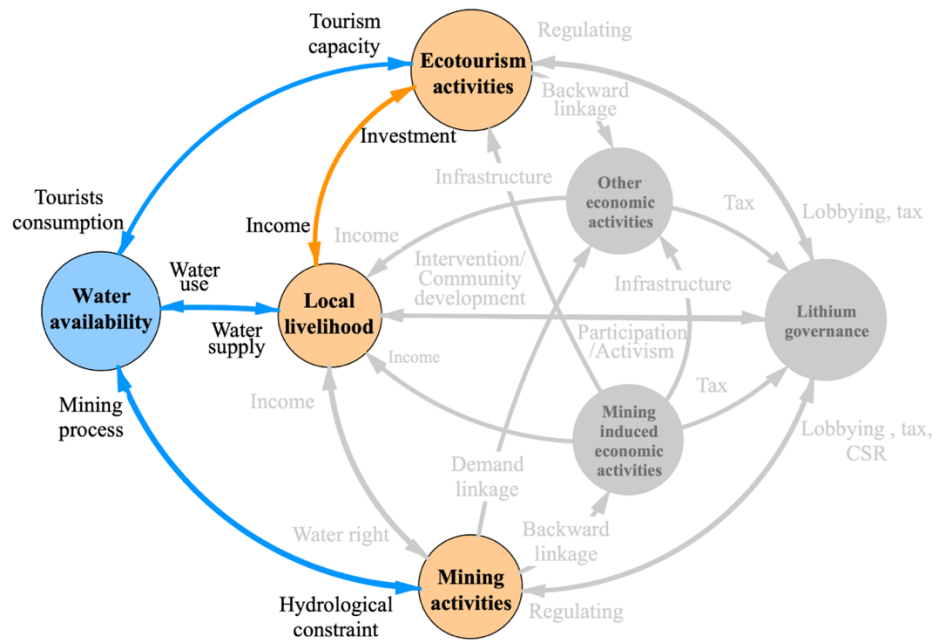 Tourism
capacity
Ecotourism
activities
Regulating
Backward
linkage
Investment
Infrastructure
Other
economic
activities
Tax
Lobbying, tax
Tourists
consumption
Income
Income
Intervention/
Community
development
Infrastructure
Water
use
Water
availability
Water
supply
Local
livelihood
Lithium
governance
Participation
/Activism
Income
Income
Tax
Mining
process
Mining
induced
economic
activities
Lobbying , tax,
CSR
Demand
linkage
Water right
Backward
linkage
Mining
activities
Hydrological
constraint
Regulating